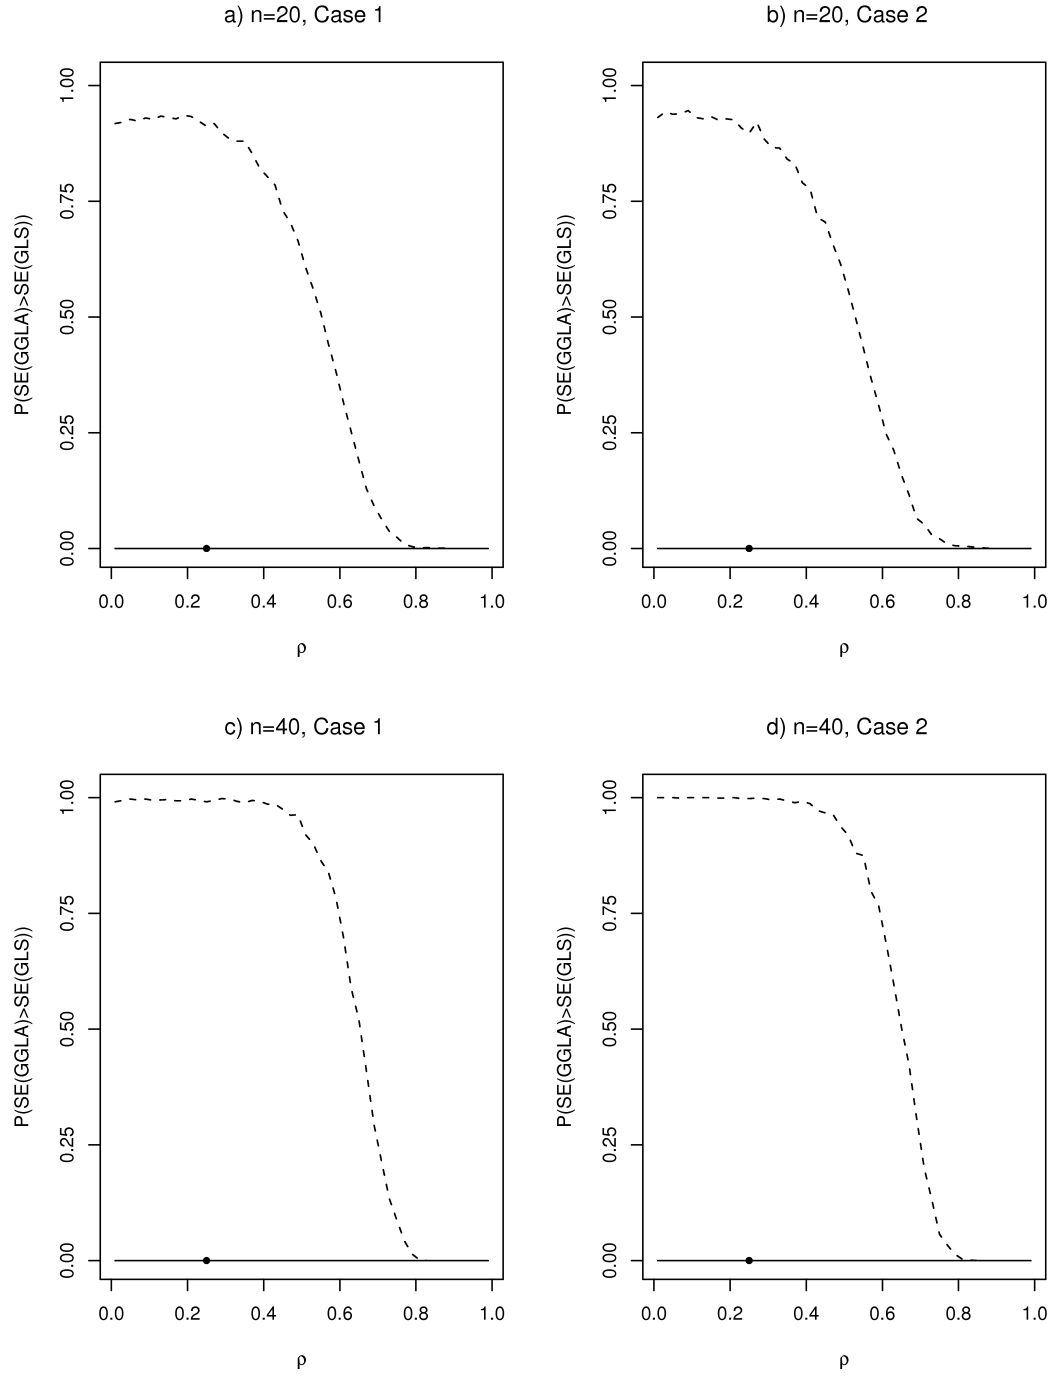 a) n=20, Case 1
P(SE(GGLA)>SE(GLS))
1.00
0.75
0.50
0.25
0.00
0.0 0.2 0.4 0.6 0.8 1.0
ρ
b) n=20, Case 2
P(SE(GGLA)>SE(GLS))
1.00
0.75
0.50
0.25
0.00
0.0 0.2 0.4 0.6 0.8 1.0
ρ
c) n=40, Case 1
P(SE(GGLA)>SE(GLS))
1.00
0.75
0.50
0.25
0.00
0.0 0.2 0.4 0.6 0.8 1.0
ρ
d) n=40, Case 2
P(SE(GGLA)>SE(GLS))
1.00
0.75
0.50
0.25
0.00
0.0 0.2 0.4 0.6 0.8 1.0
ρ